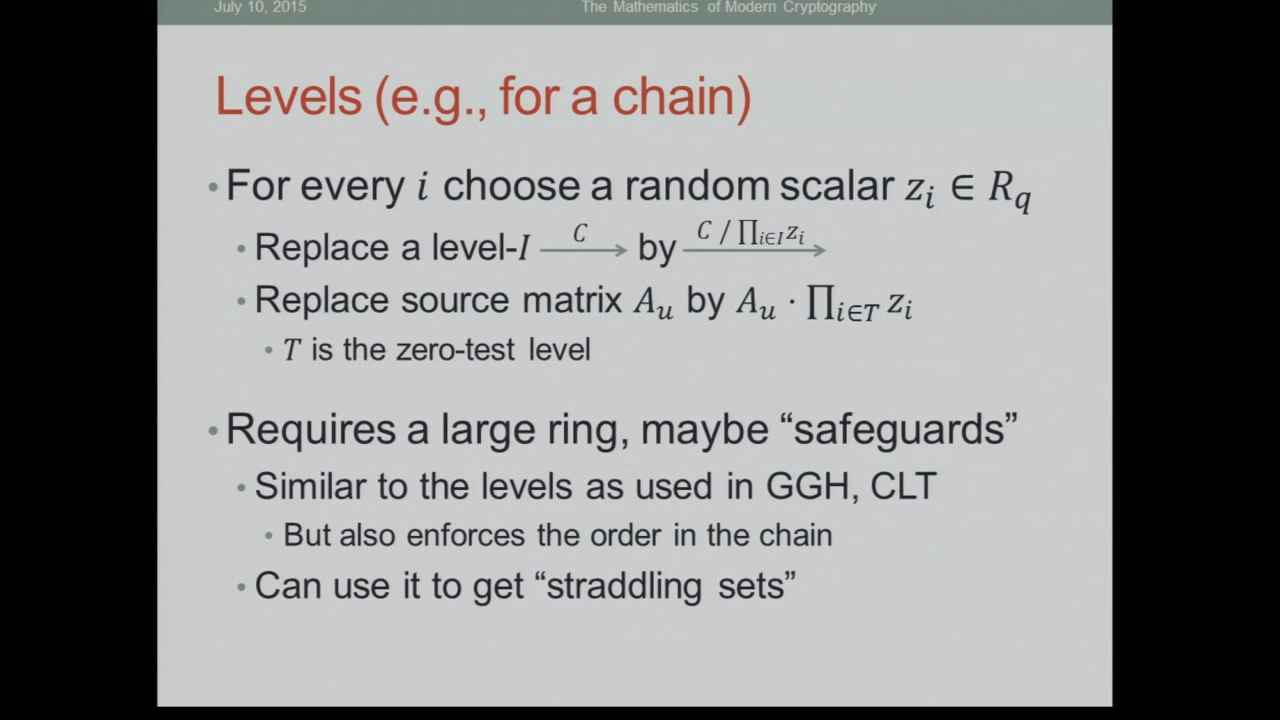 July 10, 2015 The Mathematics of Modern Cryptography
Levels (e.g., for a chain)
• For every i choose a random scalar zᵢ ∈ R_q
• Replace a level-I —C→ by —C / ∏_{i∈I} zᵢ→
• Replace source matrix A_u by A_u · ∏_{i∈T} zᵢ
• T is the zero-test level
• Requires a large ring, maybe “safeguards”
• Similar to the levels as used in GGH, CLT
• But also enforces the order in the chain
• Can use it to get “straddling sets”